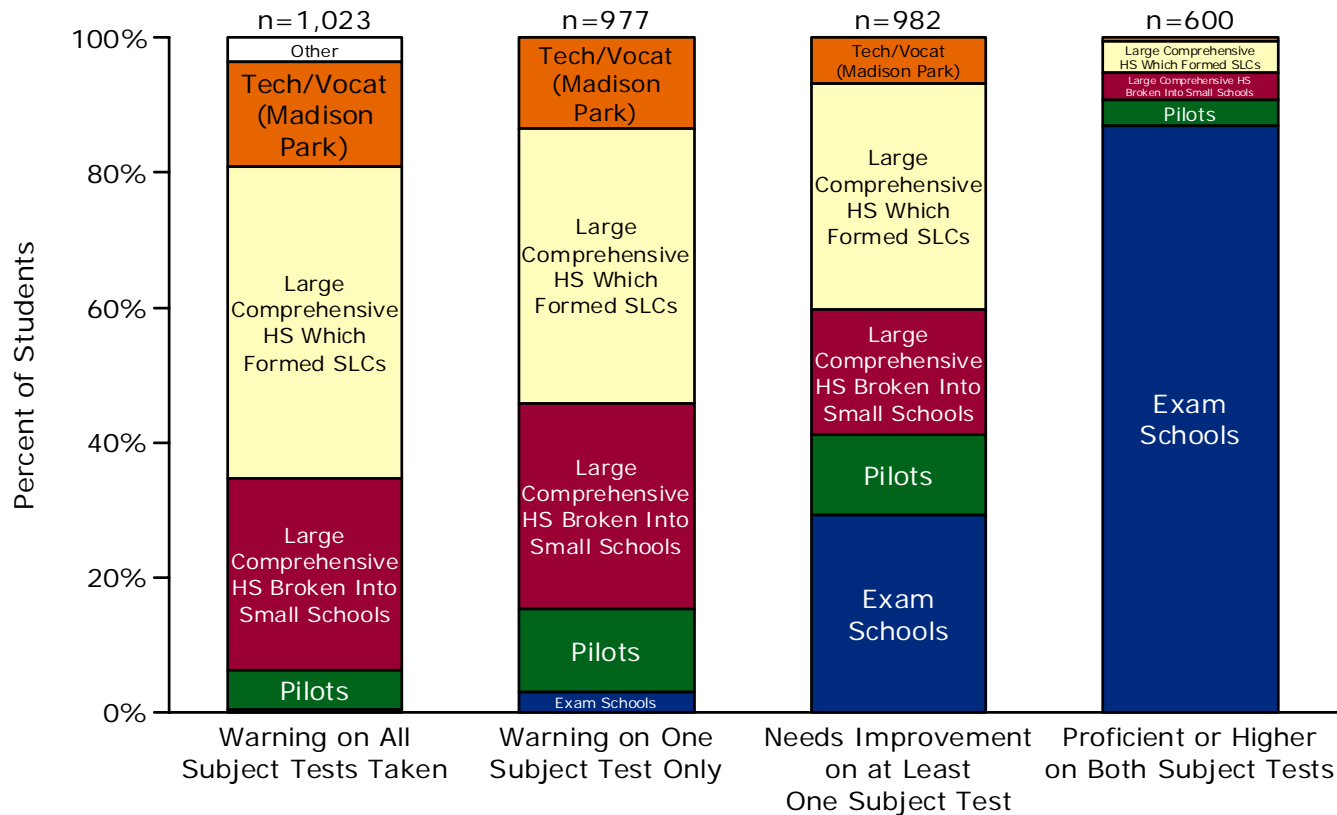 n=1,023
n=977
n=982
n=600
Percent of Students
100%
80%
60%
40%
20%
0%
Other
Tech/Vocat
(Madison
Park)
Large
Comprehensive
HS Which
Formed SLCs
Large
Comprehensive
HS Broken Into
Small Schools
Pilots
Tech/Vocat
(Madison
Park)
Large
Comprehensive
HS Which
Formed SLCs
Large
Comprehensive
HS Broken Into
Small Schools
Pilots
Exam Schools
Tech/Vocat
(Madison Park)
Large
Comprehensive
HS Which
Formed SLCs
Large
Comprehensive
HS Broken Into
Small Schools
Pilots
Exam
Schools
Large Comprehensive
HS Which Formed SLCs
Large Comprehensive HS
Broken Into Small Schools
Pilots
Exam
Schools
Warning on All
Subject Tests Taken
Warning on One
Subject Test Only
Needs Improvement
on at Least
One Subject Test
Proficient or Higher
on Both Subject Tests